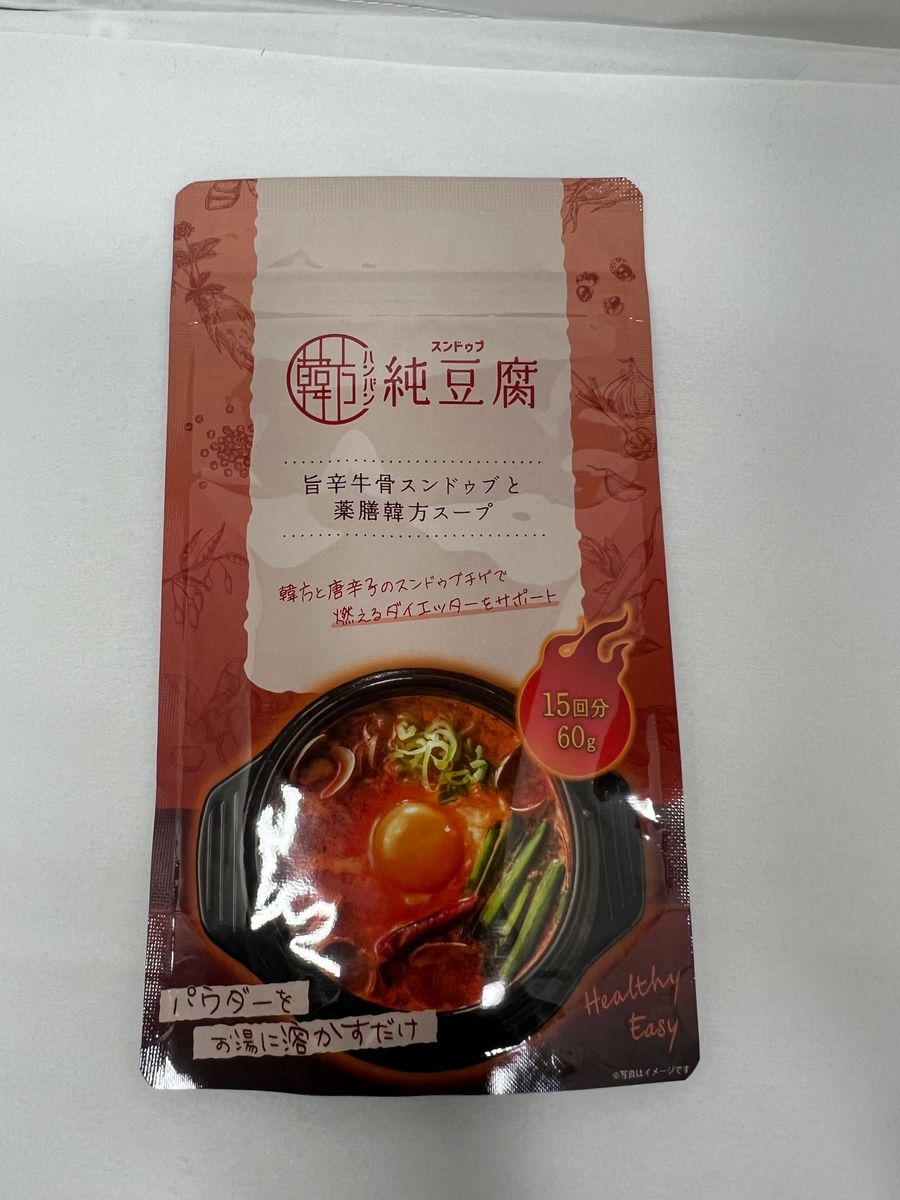 韓方
ハンバン
スンドゥブ
純豆腐
旨辛牛骨スンドゥブと
薬膳韓方スープ
韓方と唐辛子のスンドゥブチゲで
燃えるダイエッターをサポート
15回分
60g
パウダーを
お湯に溶かすだけ
Healthy
Easy
※写真はイメージです